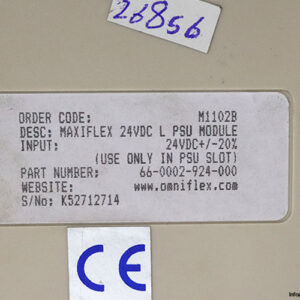 26856
ORDER CODE: M1102B
DESC: MAXIFLEX 24VDC L PSU MODULE
INPUT: 24VDC+/-20%
(USE ONLY IN PSU SLOT)
PART NUMBER: 66-0002-924-000
WEBSITE: www.omniflex.com
S/No: K52712714
CE